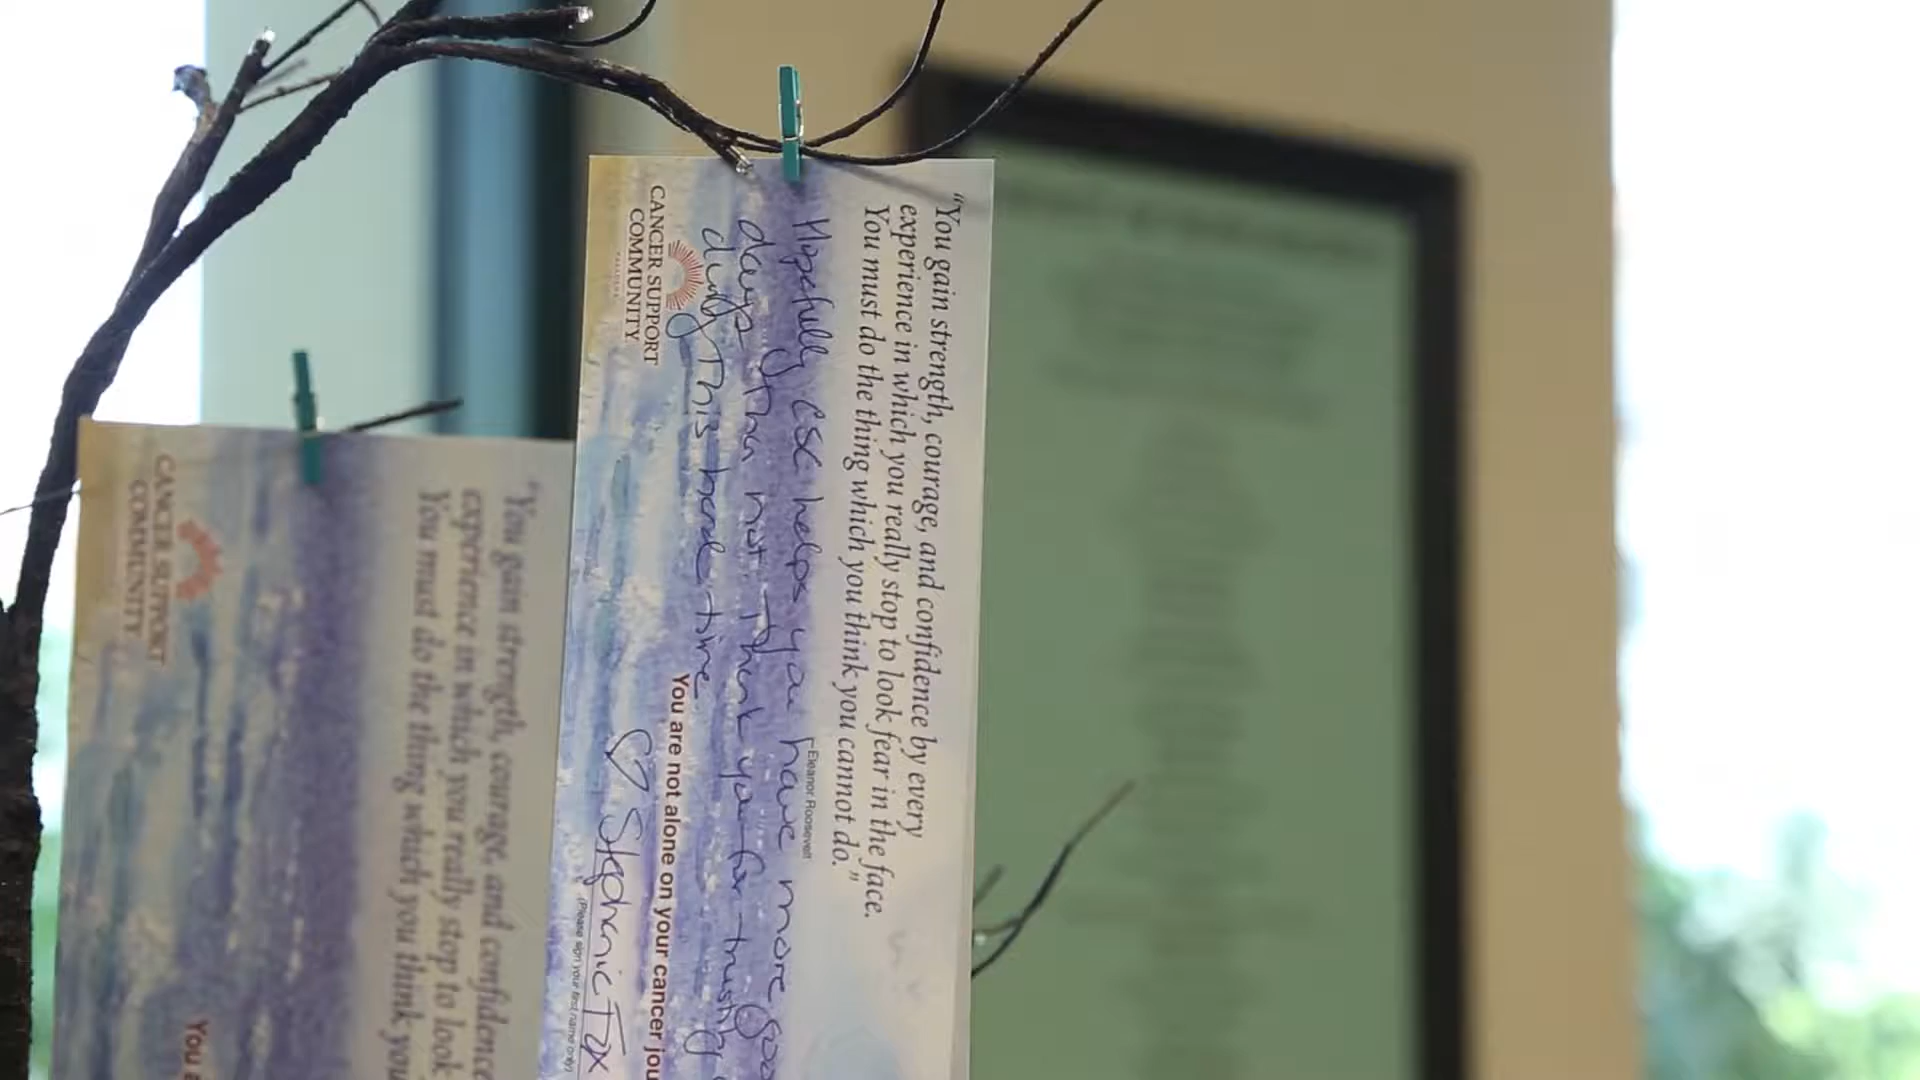 "You gain strength, courage, and confidence by every
experience in which you really stop to look fear in the face.
You must do the thing which you think you cannot do."
-Eleanor Roosevelt
Hopefully CSC helps you have more
days than not. Thank you for trusting
during this hard time
You are not alone on your cancer jou
♡ Stephanie
(Please sign your first name only)
CANCER SUPPORT
COMMUNITY
PASADENA
"You gain strength, courage, and confidence
experience in which you really stop to look
You must do the thing which you think you
CANCER SUPPORT
COMMUNITY